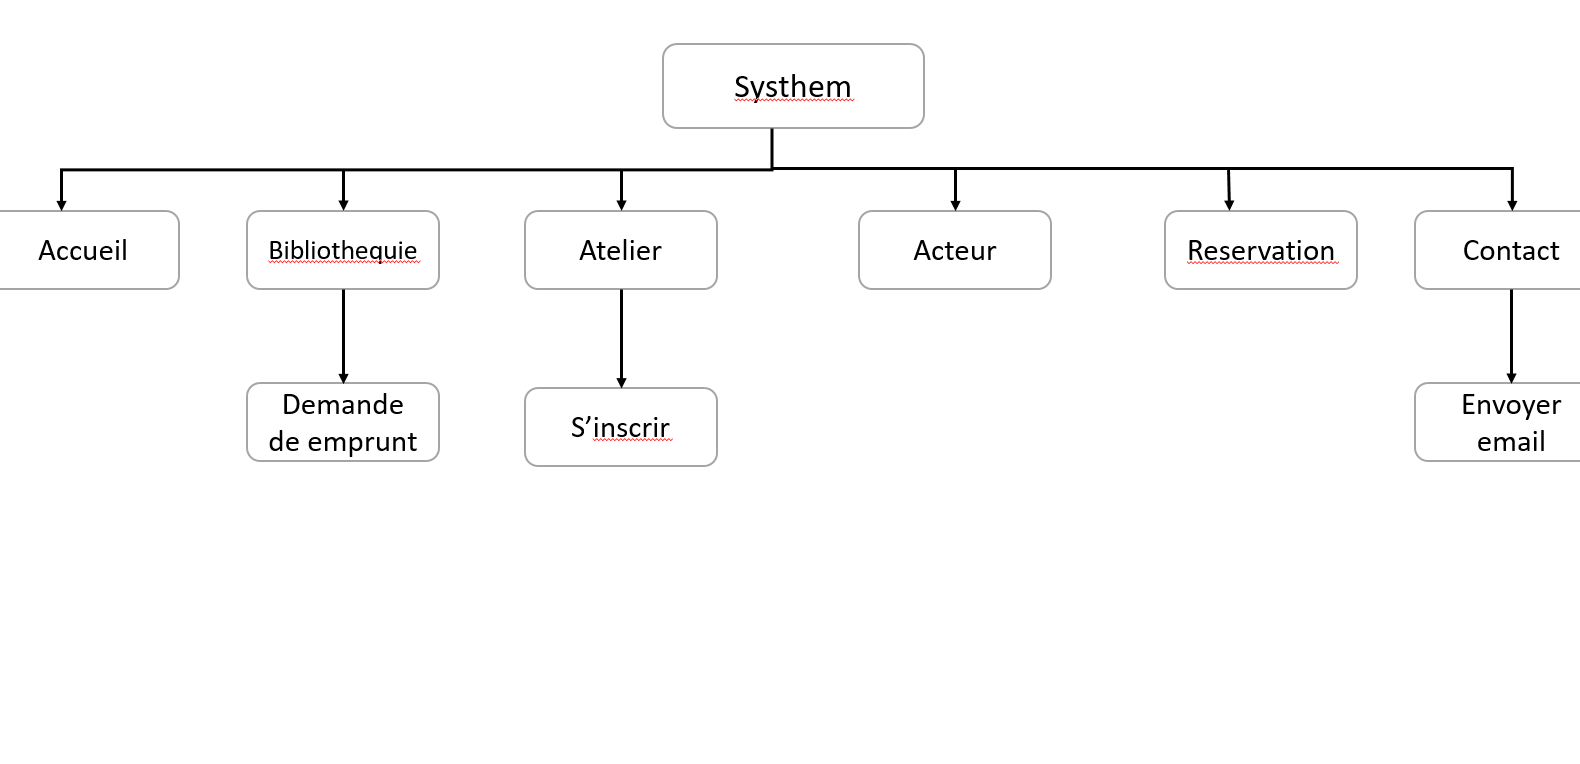 Systhem
Accueil
Bibliothequie
Atelier
Acteur
Reservation
Contact
Demande
de emprunt
S’inscrir
Envoyer
email